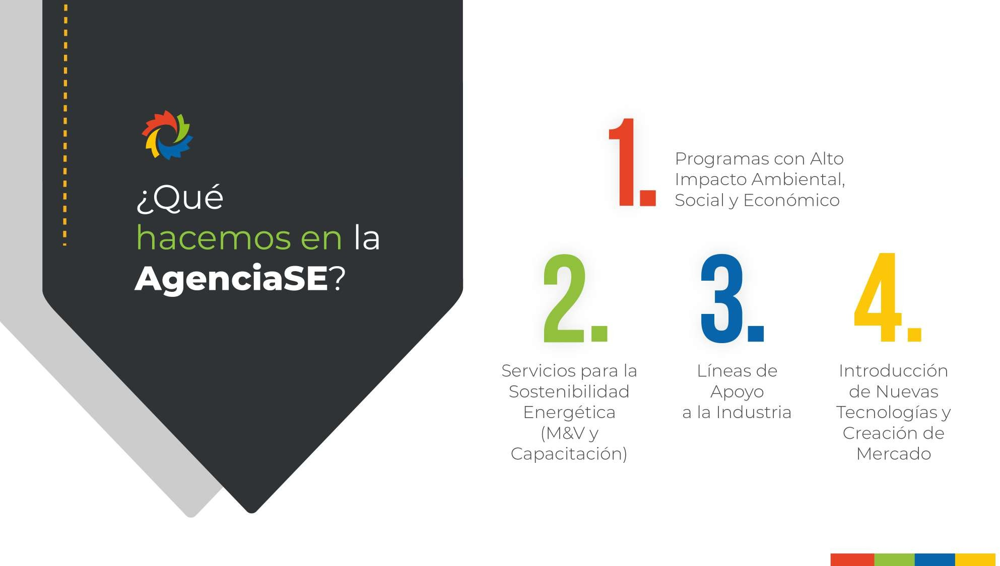 ¿Qué
hacemos en la
AgenciaSE?
1.
Programas con Alto
Impacto Ambiental,
Social y Económico
2.
Servicios para la
Sostenibilidad
Energética
(M&V y
Capacitación)
3.
Líneas de
Apoyo
a la Industria
4.
Introducción
de Nuevas
Tecnologías y
Creación de
Mercado